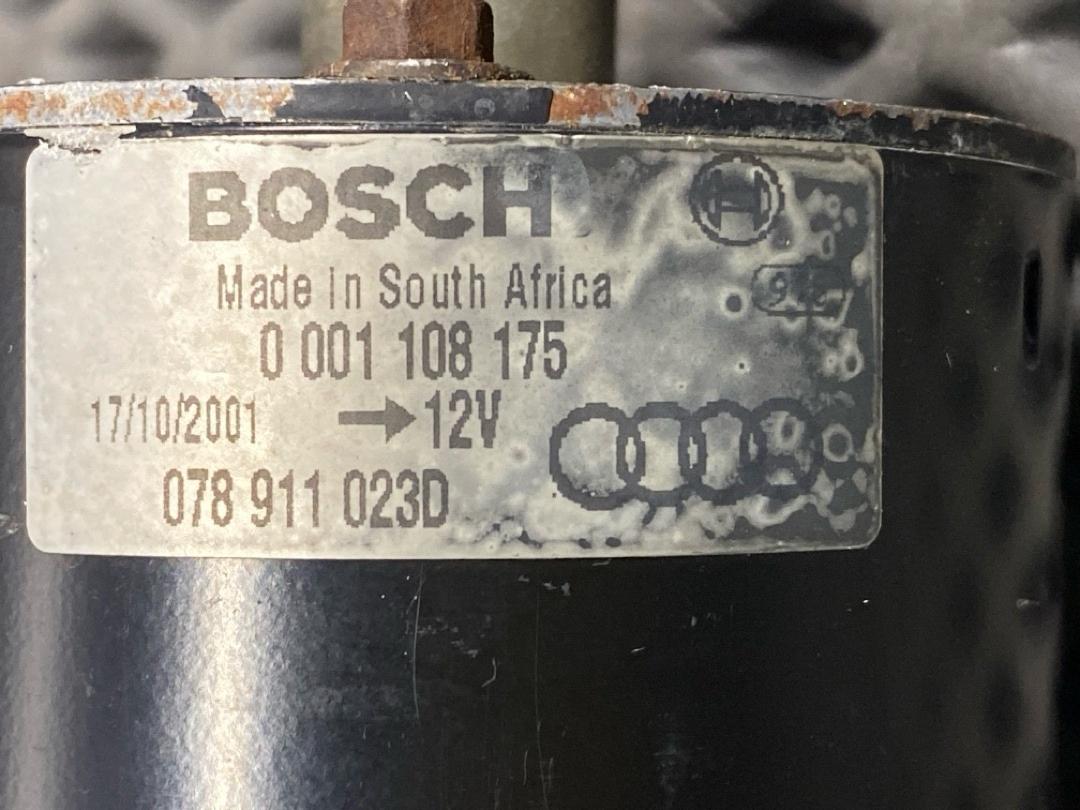 BOSCH
Made in South Africa
0 001 108 175
17/10/2001 → 12V
078 911 023D